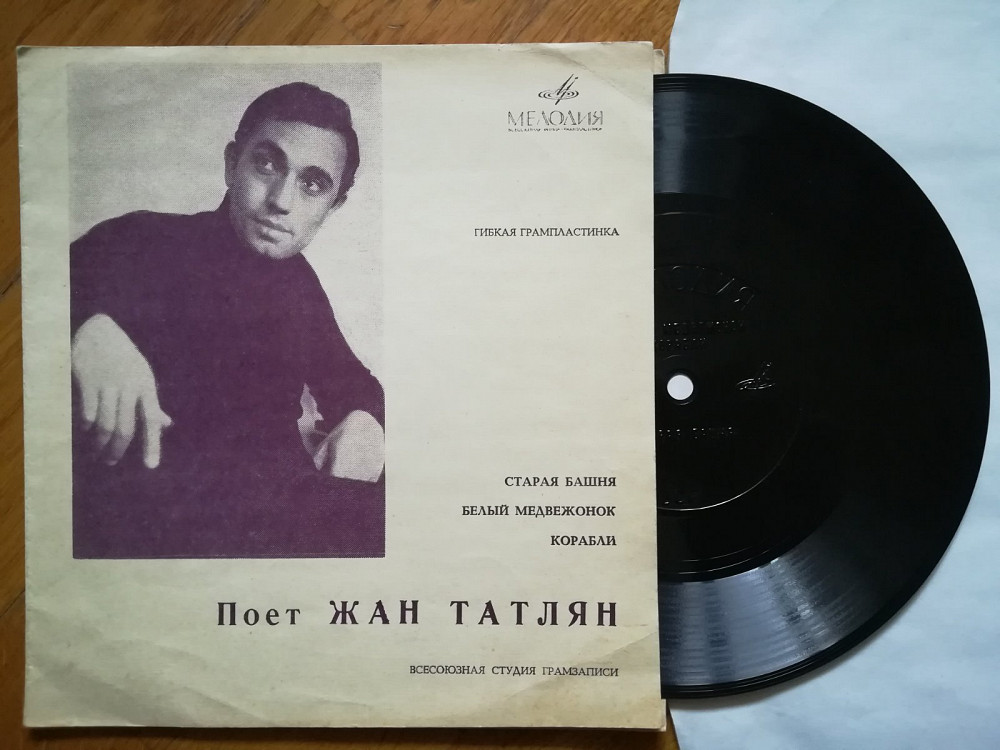 МЕЛОДИЯ
ГИБКАЯ ГРАМПЛАСТИНКА
СТАРАЯ БАШНЯ
БЕЛЫЙ МЕДВЕЖОНОК
КОРАБЛИ
Поет ЖАН ТАТЛЯН
ВСЕСОЮЗНАЯ СТУДИЯ ГРАМЗАПИСИ